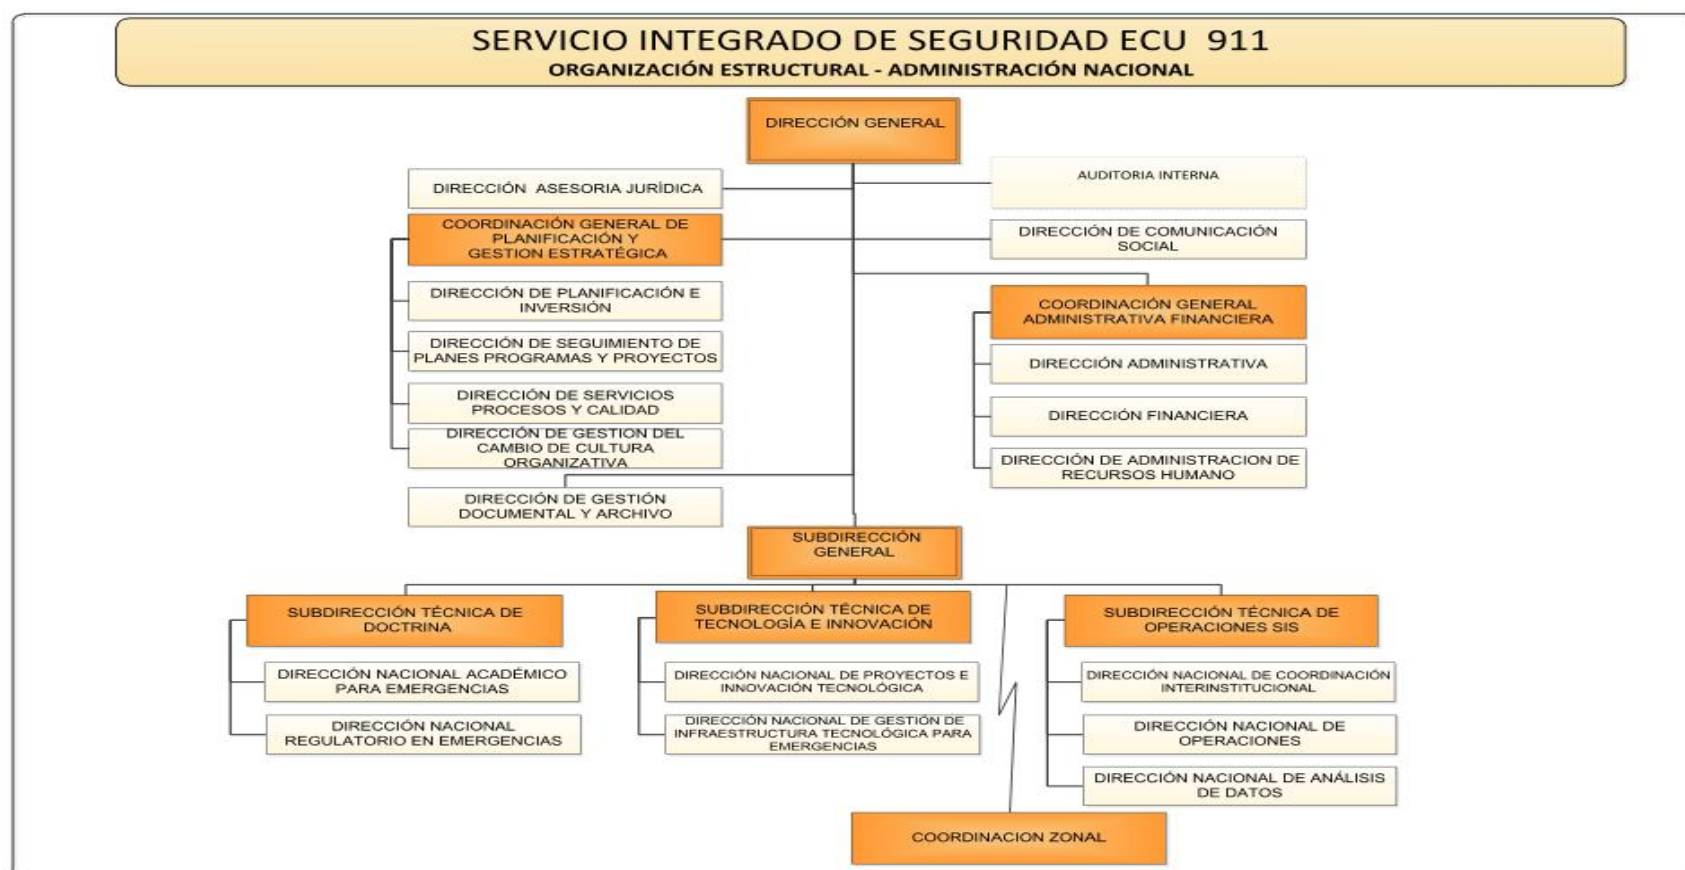 SERVICIO INTEGRADO DE SEGURIDAD ECU 911
ORGANIZACIÓN ESTRUCTURAL - ADMINISTRACIÓN NACIONAL
DIRECCIÓN GENERAL
DIRECCIÓN ASESORIA JURÍDICA
AUDITORIA INTERNA
COORDINACIÓN GENERAL DE
PLANIFICACIÓN Y
GESTION ESTRATÉGICA
DIRECCIÓN DE COMUNICACIÓN
SOCIAL
DIRECCIÓN DE PLANIFICACIÓN E
INVERSIÓN
DIRECCIÓN DE SEGUIMIENTO DE
PLANES PROGRAMAS Y PROYECTOS
DIRECCIÓN DE SERVICIOS
PROCESOS Y CALIDAD
DIRECCIÓN DE GESTION DEL
CAMBIO DE CULTURA
ORGANIZATIVA
COORDINACIÓN GENERAL
ADMINISTRATIVA FINANCIERA
DIRECCIÓN ADMINISTRATIVA
DIRECCIÓN FINANCIERA
DIRECCIÓN DE ADMINISTRACION DE
RECURSOS HUMANO
DIRECCIÓN DE GESTIÓN
DOCUMENTAL Y ARCHIVO
SUBDIRECCIÓN
GENERAL
SUBDIRECCIÓN TÉCNICA DE
DOCTRINA
DIRECCIÓN NACIONAL ACADÉMICO
PARA EMERGENCIAS
DIRECCIÓN NACIONAL
REGULATORIO EN EMERGENCIAS
SUBDIRECCIÓN TÉCNICA DE
TECNOLOGÍA E INNOVACIÓN
DIRECCIÓN NACIONAL DE PROYECTOS E
INNOVACIÓN TECNOLÓGICA
DIRECCIÓN NACIONAL DE GESTIÓN DE
INFRAESTRUCTURA TECNOLÓGICA PARA
EMERGENCIAS
SUBDIRECCIÓN TÉCNICA DE
OPERACIONES SIS
DIRECCIÓN NACIONAL DE COORDINACIÓN
INTERINSTITUCIONAL
DIRECCIÓN NACIONAL DE
OPERACIONES
DIRECCIÓN NACIONAL DE ANÁLISIS
DE DATOS
COORDINACION ZONAL